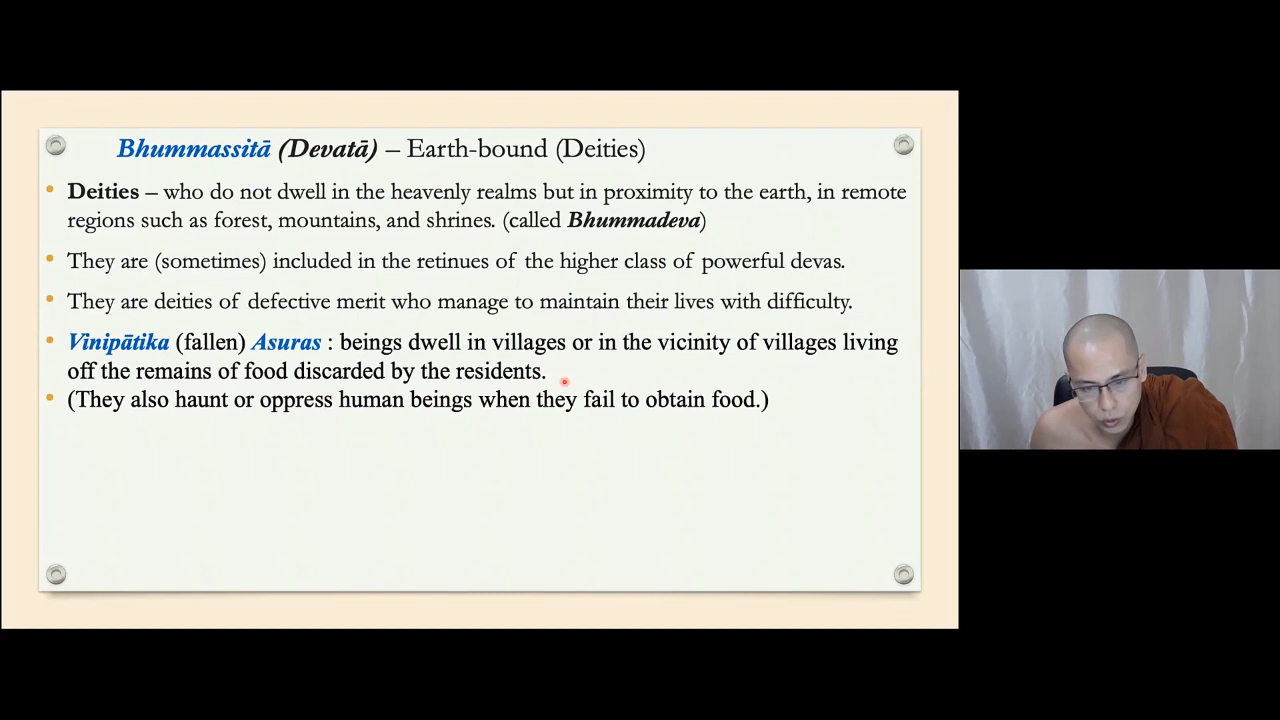 Bhummassitā (Devatā) – Earth-bound (Deities)
• Deities – who do not dwell in the heavenly realms but in proximity to the earth, in remote
regions such as forest, mountains, and shrines. (called Bhummadeva)
• They are (sometimes) included in the retinues of the higher class of powerful devas.
• They are deities of defective merit who manage to maintain their lives with difficulty.
• Vinipātika (fallen) Asuras : beings dwell in villages or in the vicinity of villages living
off the remains of food discarded by the residents.
• (They also haunt or oppress human beings when they fail to obtain food.)